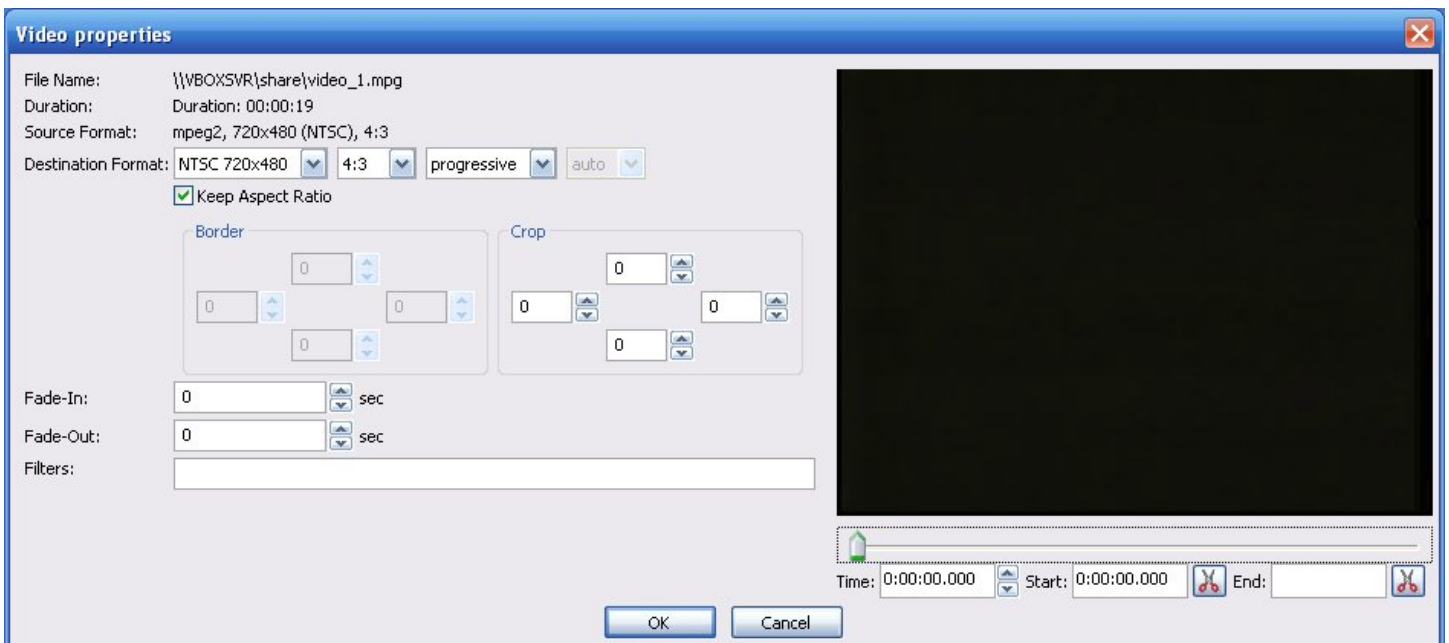 Video properties
File Name: \\VBOXSVR\share\video_1.mpg
Duration: Duration: 00:00:19
Source Format: mpeg2, 720x480 (NTSC), 4:3
Destination Format: NTSC 720x480 4:3 progressive auto
Keep Aspect Ratio
Border Crop
0 0
0 0 0 0
0 0
Fade-In: 0 sec
Fade-Out: 0 sec
Filters:
Time: 0:00:00.000 Start: 0:00:00.000 End:
OK Cancel